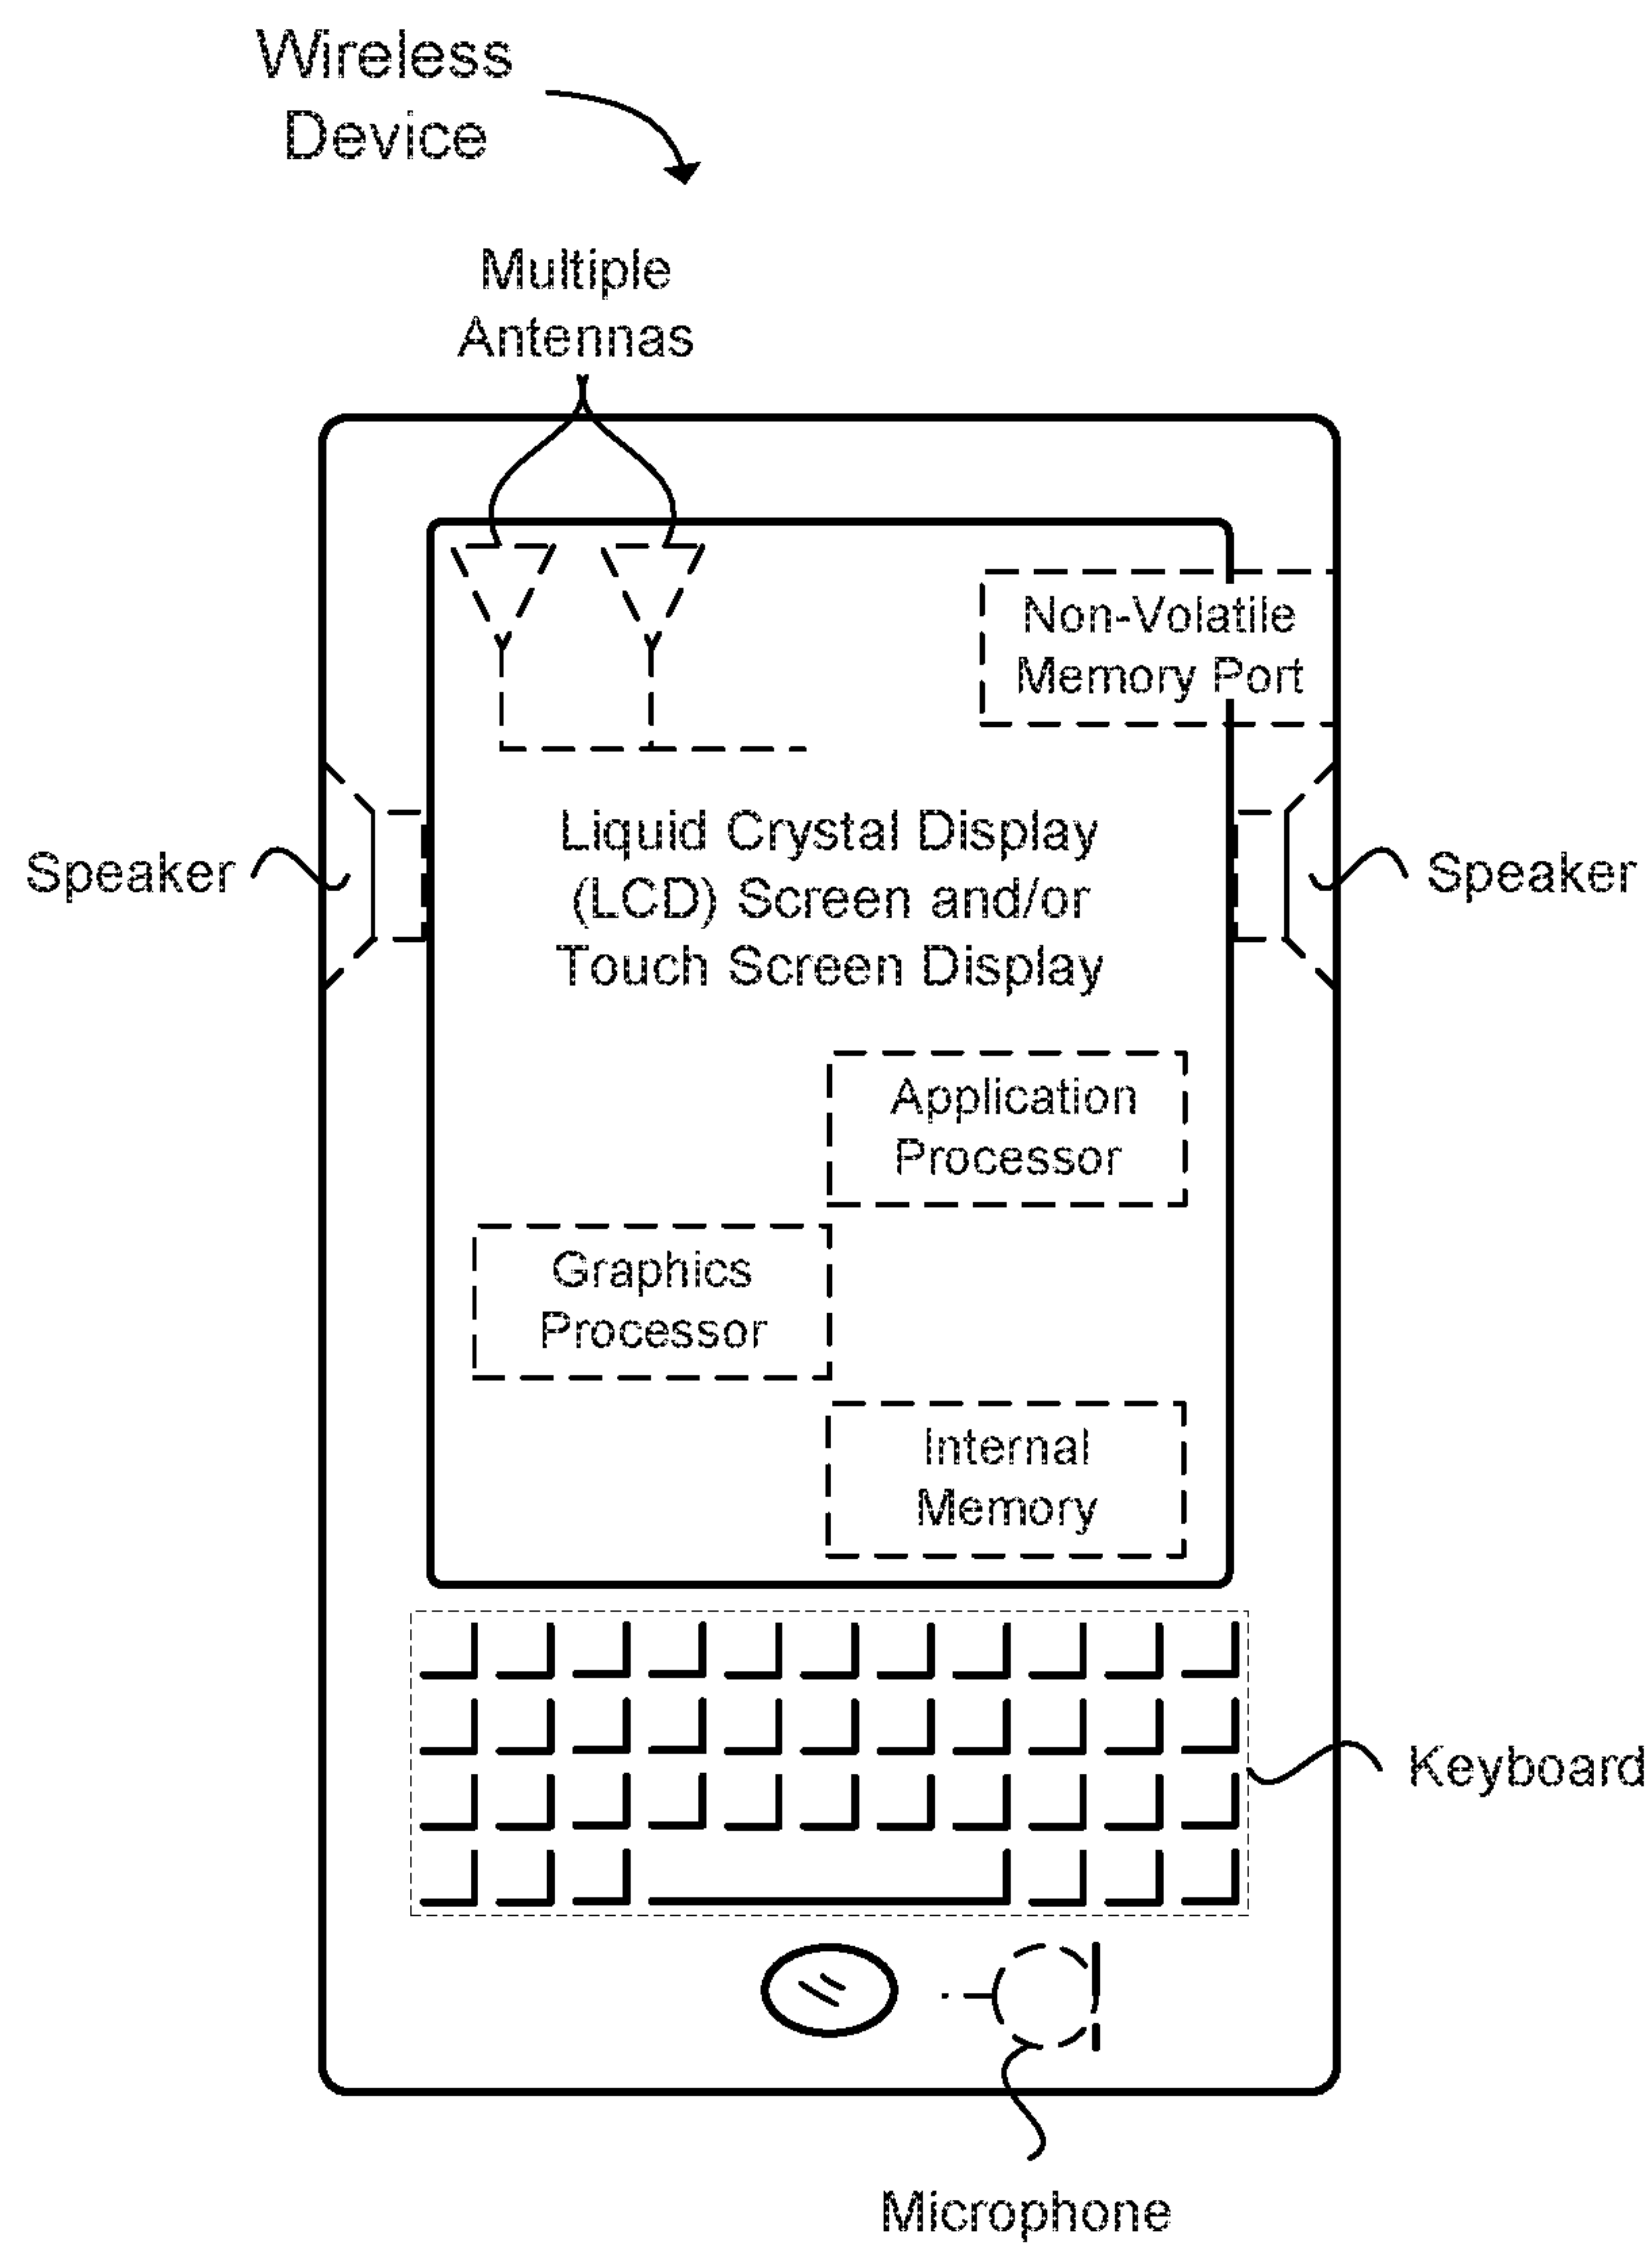 Wireless
Device
Multiple
Antennas
Non-Volatile
Memory Port
Speaker
Liquid Crystal Display
(LCD) Screen and/or
Touch Screen Display
Speaker
Application
Processor
Graphics
Processor
Internal
Memory
Keyboard
Microphone